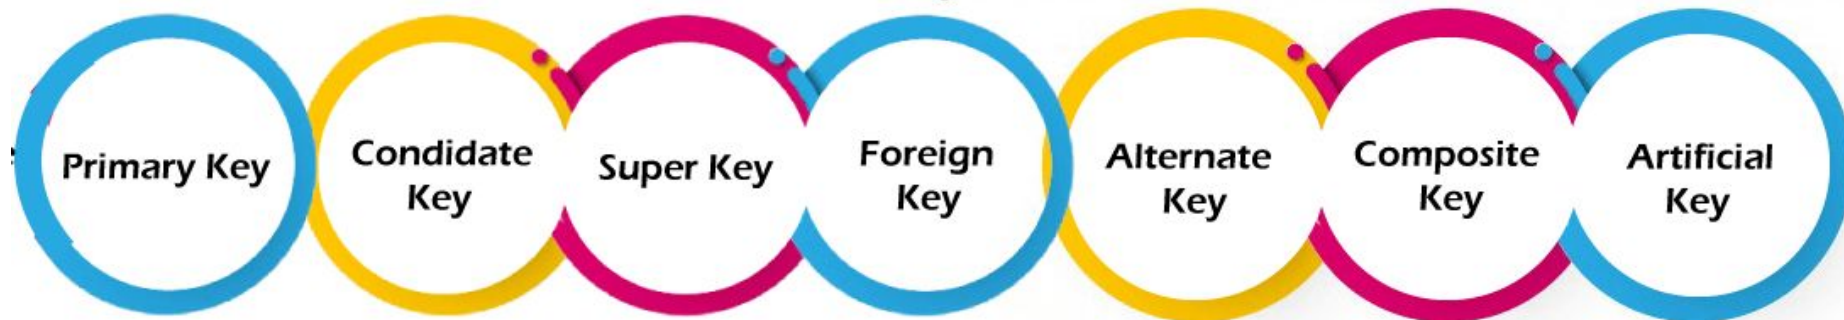 Primary Key
Condidate
Key
Super Key
Foreign
Key
Alternate
Key
Composite
Key
Artificial
Key